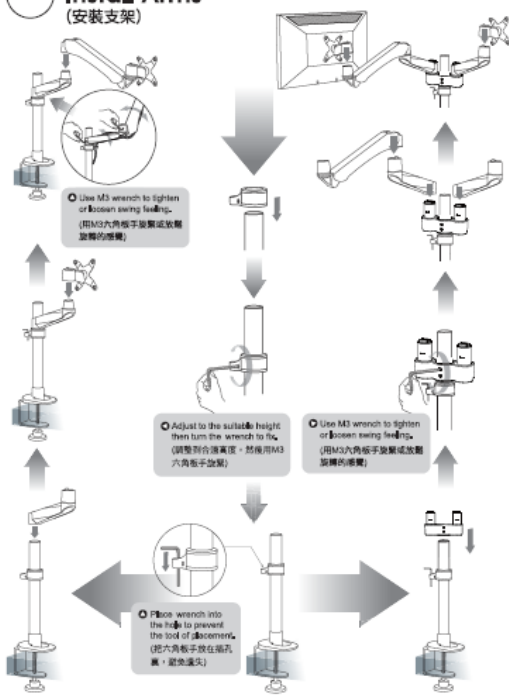 Install Arms
(安裝支架)
Use M3 wrench to tighten
or loosen swing feeling.
(用M3六角板手旋緊或放鬆
旋轉的感覺)
Adjust to the suitable height
then turn the wrench to fix.
(調整到合適高度，然後用M3
六角板手旋緊)
Use M3 wrench to tighten
or loosen swing feeling.
(用M3六角板手旋緊或放鬆
旋轉的感覺)
Place wrench into
the hole to prevent
the tool of placement.
(把六角板手放在插孔
裏，避免遺失)